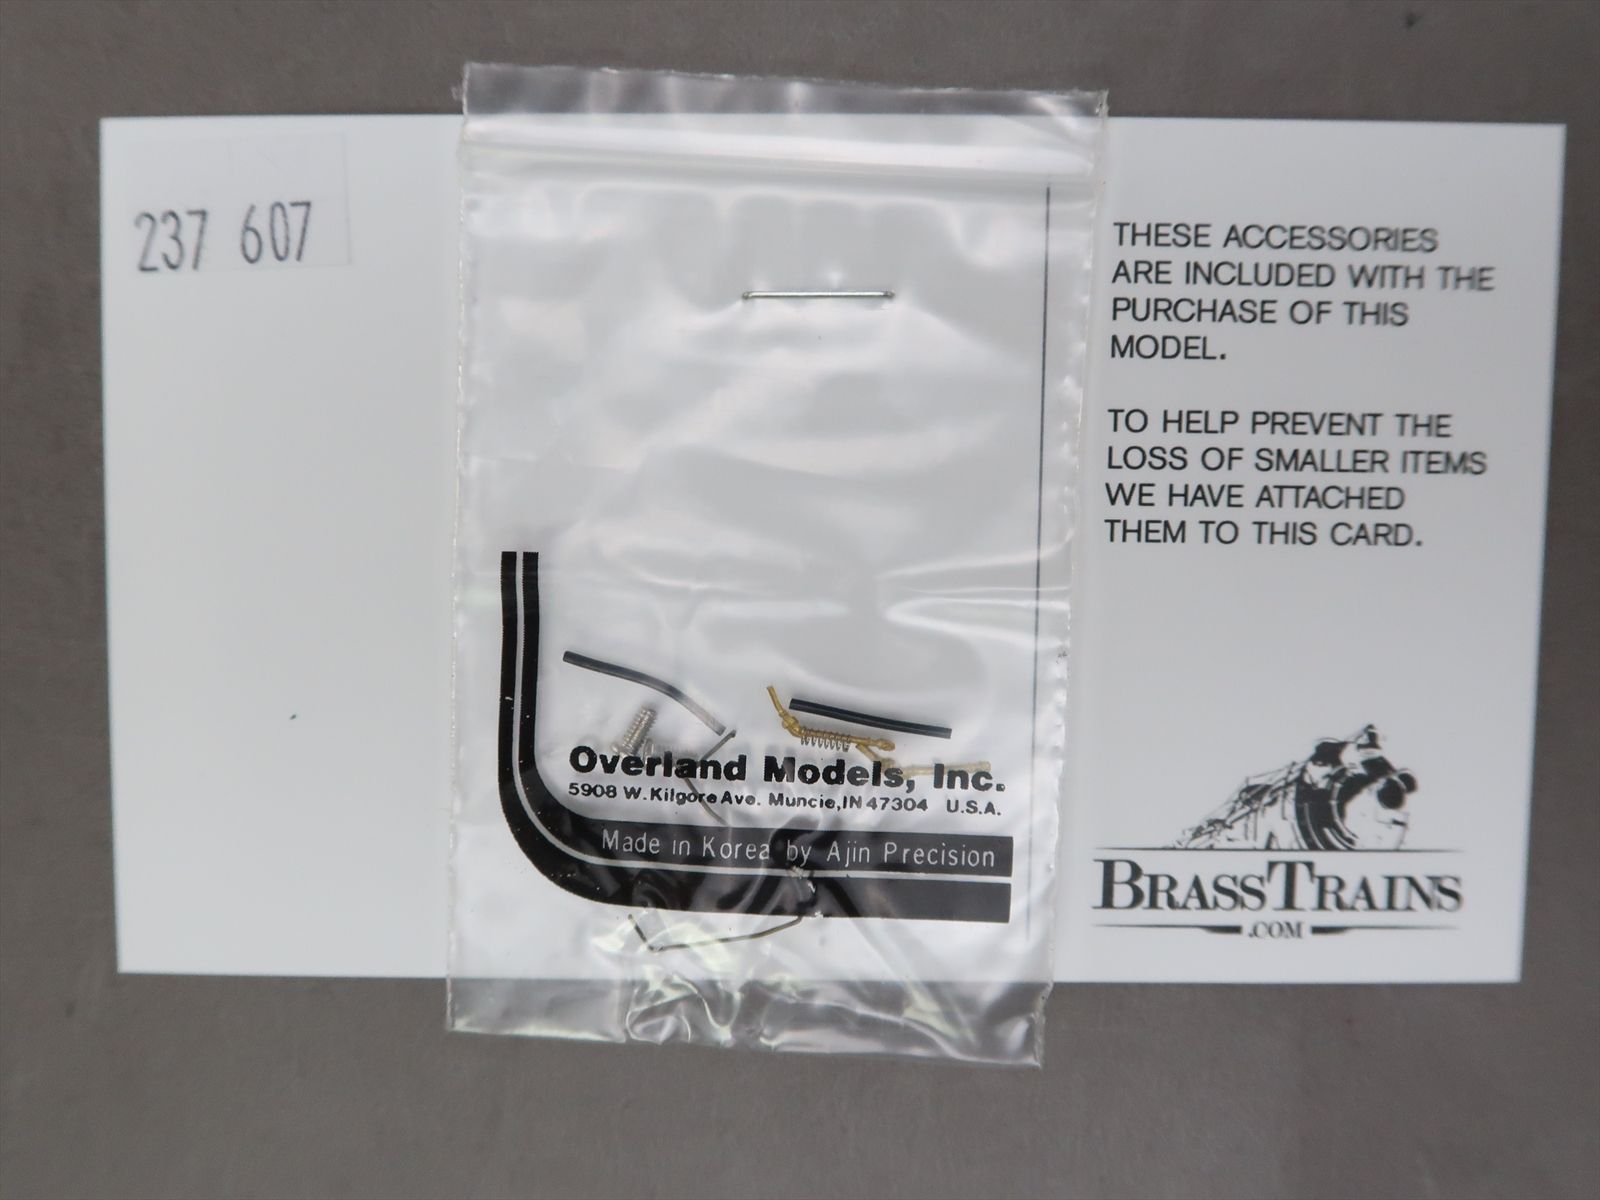 237 607
THESE ACCESSORIES
ARE INCLUDED WITH THE
PURCHASE OF THIS
MODEL.
TO HELP PREVENT THE
LOSS OF SMALLER ITEMS
WE HAVE ATTACHED
THEM TO THIS CARD.
Overland Models, Inc.
5908 W. Kilgore Ave. Muncie, IN 47304 U.S.A.
Made in Korea by Ajin Precision
BRASSTRAINS
.COM